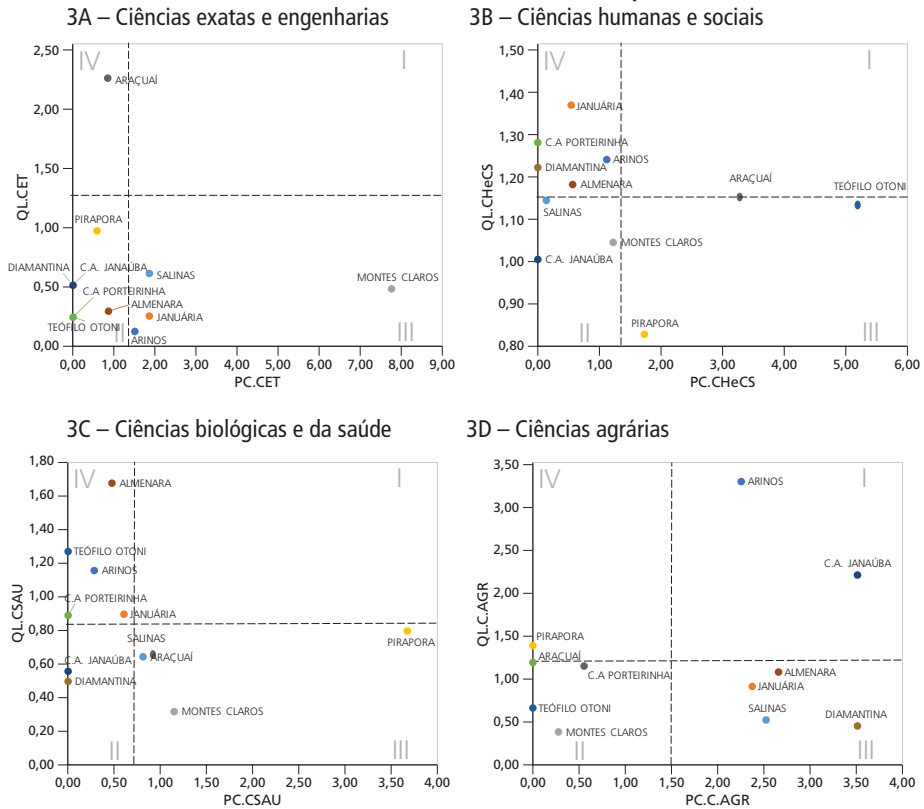 3A – Ciências exatas e engenharias
2,50
2,00
1,50
1,00
0,50
0,00
QL.CET
IV
I
II
III
ARAÇUAÍ
PIRAPORA
DIAMANTINA
C.A. JANAÚBA
SALINAS
MONTES CLAROS
C.A PORTEIRINHA
ALMENARA
JANUÁRIA
TEÓFILO OTONI
ARINOS
0,00 1,00 2,00 3,00 4,00 5,00 6,00 7,00 8,00 9,00
PC.CET
3B – Ciências humanas e sociais
1,50
1,40
1,30
1,20
1,10
1,00
0,90
0,80
QL.CHeCS
IV
I
II
III
JANUÁRIA
C.A PORTEIRINHA
ARINOS
DIAMANTINA
ALMENARA
ARAÇUAÍ
TEÓFILO OTONI
SALINAS
MONTES CLAROS
C.A. JANAÚBA
PIRAPORA
0,00 1,00 2,00 3,00 4,00 5,00 6,00
PC.CHeCS
3C – Ciências biológicas e da saúde
1,80
1,60
1,40
1,20
1,00
0,80
0,60
0,40
0,20
0,00
QL.CSAU
IV
I
II
III
ALMENARA
TEÓFILO OTONI
ARINOS
C.A PORTEIRINHA
JANUÁRIA
SALINAS
PIRAPORA
C.A. JANAÚBA
ARAÇUAÍ
DIAMANTINA
MONTES CLAROS
0,00 0,50 1,00 1,50 2,00 2,50 3,00 3,50 4,00
PC.CSAU
3D – Ciências agrárias
3,50
3,00
2,50
2,00
1,50
1,00
0,50
0,00
QL.C.AGR
IV
I
II
III
ARINOS
C.A. JANAÚBA
PIRAPORA
ARAÇUAÍ
C.A PORTEIRINHA
ALMENARA
JANUÁRIA
TEÓFILO OTONI
SALINAS
DIAMANTINA
MONTES CLAROS
0,00 0,50 1,00 1,50 2,00 2,50 3,00 3,50 4,00
PC.C.AGR